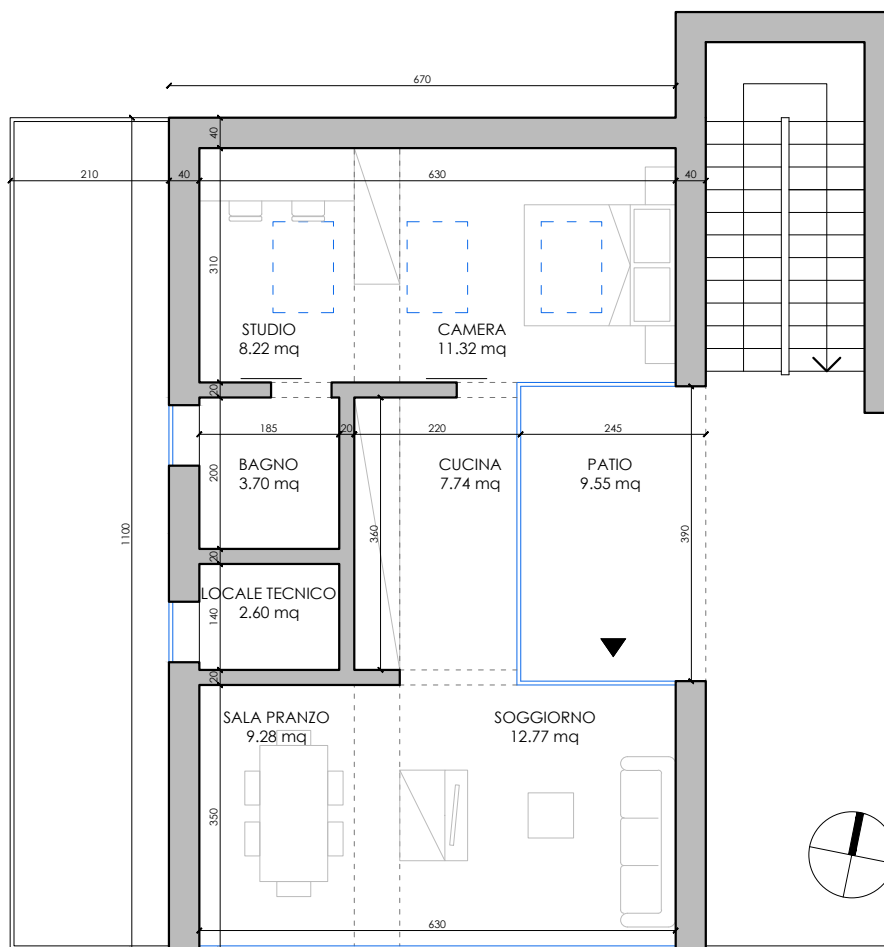 670
40
210
40
630
40
310
STUDIO
8.22 mq
CAMERA
11.32 mq
20
185
20
220
245
BAGNO
3.70 mq
CUCINA
7.74 mq
PATIO
9.55 mq
200
1100
360
390
20
LOCALE TECNICO
2.60 mq
140
20
SALA PRANZO
9.28 mq
SOGGIORNO
12.77 mq
350
630